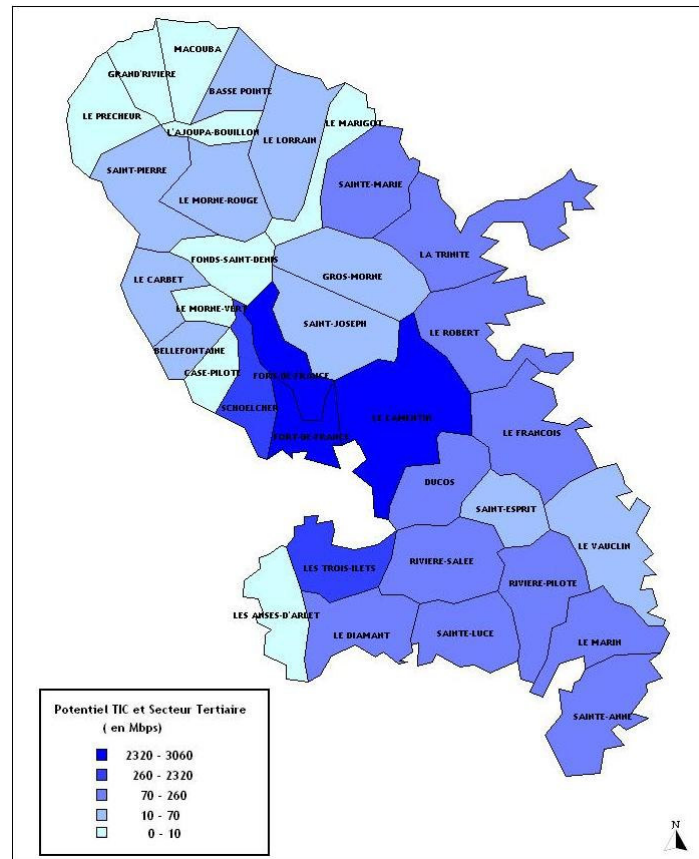 MACOUBA
GRAND'RIVIERE
BASSE POINTE
LE PRECHEUR
LE MARIGOT
L'AJOUPA-BOUILLON
LE LORRAIN
SAINT-PIERRE
SAINTE-MARIE
LE MORNE-ROUGE
LA TRINITE
FONDS-SAINT-DENIS
GROS-MORNE
LE CARBET
LE MORNE-VERT
SAINT-JOSEPH
LE ROBERT
BELLEFONTAINE
CASE-PILOTE
FORT-DE-FRANCE
SCHOELCHER
LE LAMENTIN
FORT-DE-FRANCE
LE FRANCOIS
DUCOS
SAINT-ESPRIT
LE VAUCLIN
LES TROIS-ILETS
RIVIERE-SALEE
RIVIERE-PILOTE
LES ANSES-D'ARLET
LE DIAMANT
SAINTE-LUCE
LE MARIN
SAINTE-ANNE
Potentiel TIC et Secteur Tertiaire
( en Mbps)
2320 - 3060
260 - 2320
70 - 260
10 - 70
0 - 10
N